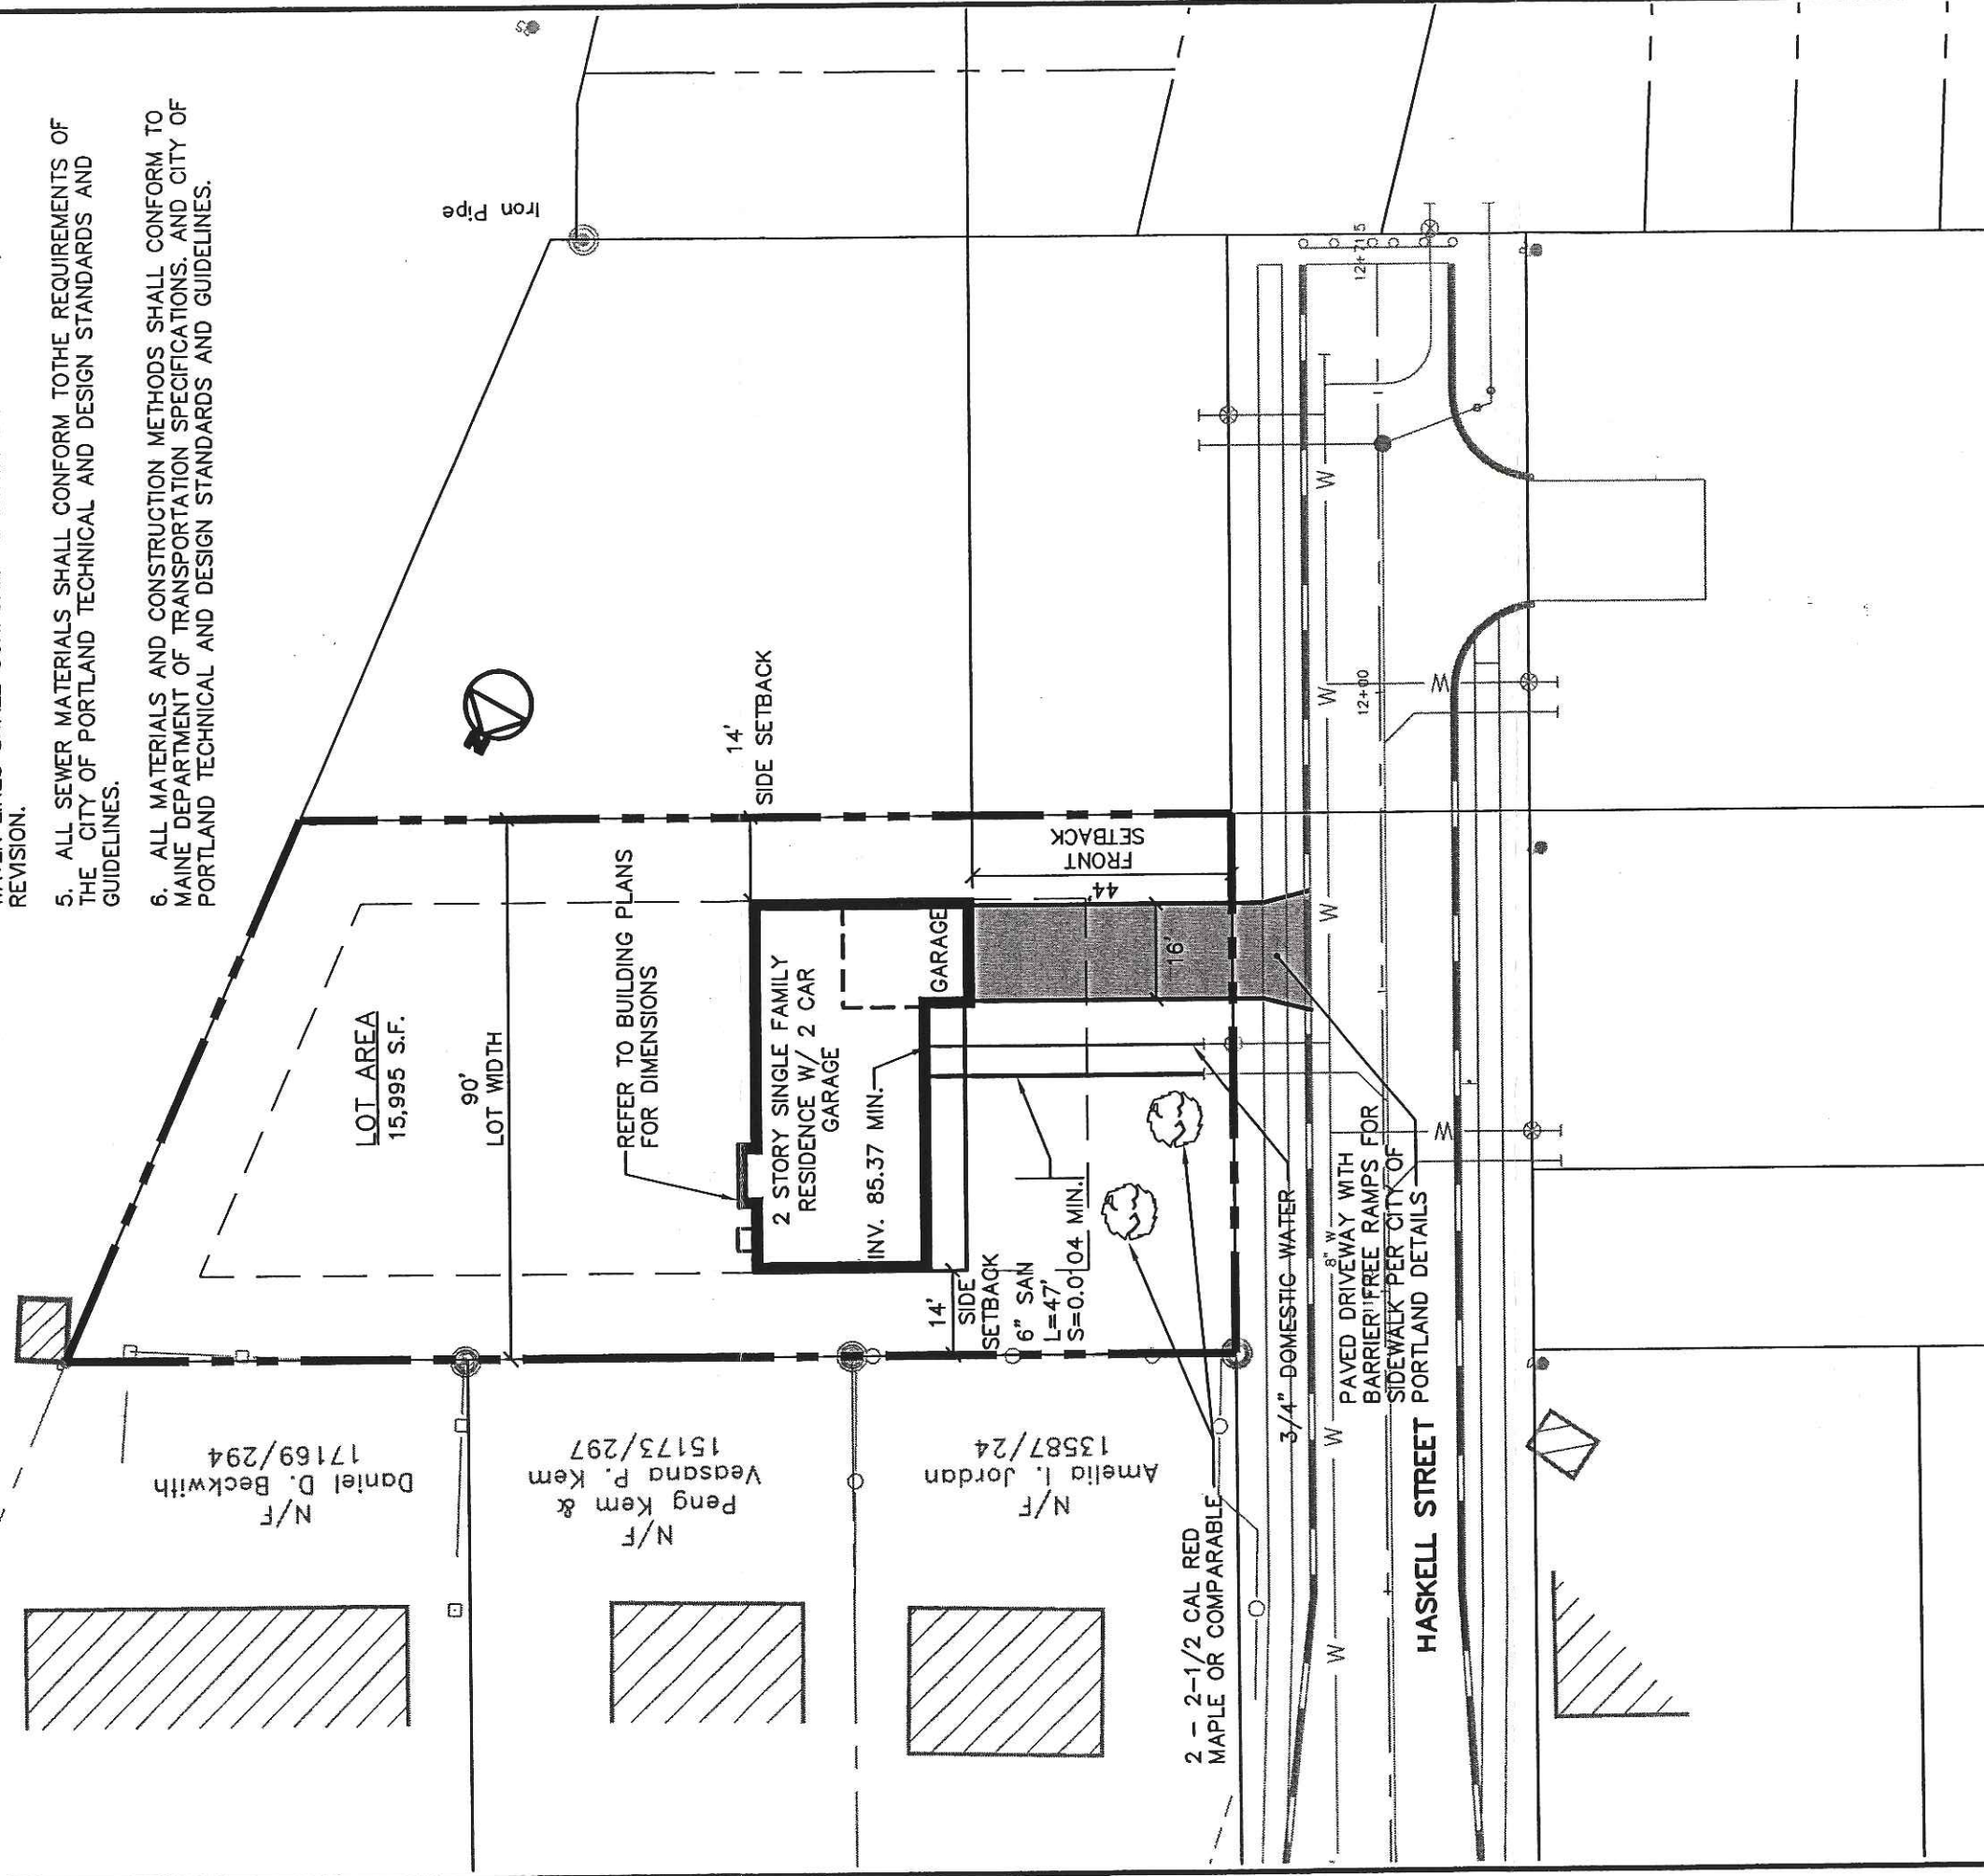 REVISION.
5. ALL SEWER MATERIALS SHALL CONFORM TOTHE REQUIREMENTS OF
THE CITY OF PORTLAND TECHNICAL AND DESIGN STANDARDS AND
GUIDELINES.
6. ALL MATERIALS AND CONSTRUCTION METHODS SHALL CONFORM TO
MAINE DEPARTMENT OF TRANSPORTATION SPECIFICATIONS. AND CITY OF
PORTLAND TECHNICAL AND DESIGN STANDARDS AND GUIDELINES.
Iron Pipe
LOT AREA
15,995 S.F.
90'
LOT WIDTH
REFER TO BUILDING PLANS
FOR DIMENSIONS
14'
SIDE SETBACK
2 STORY SINGLE FAMILY
RESIDENCE W/ 2 CAR
GARAGE
GARAGE
INV. 85.37 MIN.
44'
FRONT
SETBACK
16'
14'
SIDE
SETBACK
6" SAN
L=47'
S=0.0104 MIN.
N/F
Daniel D. Beckwith
17169/294
N/F
Peng Kem &
Veasana P. Kem
15173/297
N/F
Amelia I. Jordan
13587/24
2 - 2-1/2 CAL RED
MAPLE OR COMPARABLE
3/4" DOMESTIC WATER
PAVED DRIVEWAY WITH
BARRIER FREE RAMPS FOR
SIDEWALK PER CITY OF
PORTLAND DETAILS
HASKELL STREET
8" W
W
W
W
W
W
W
W
12+00
12+71.5